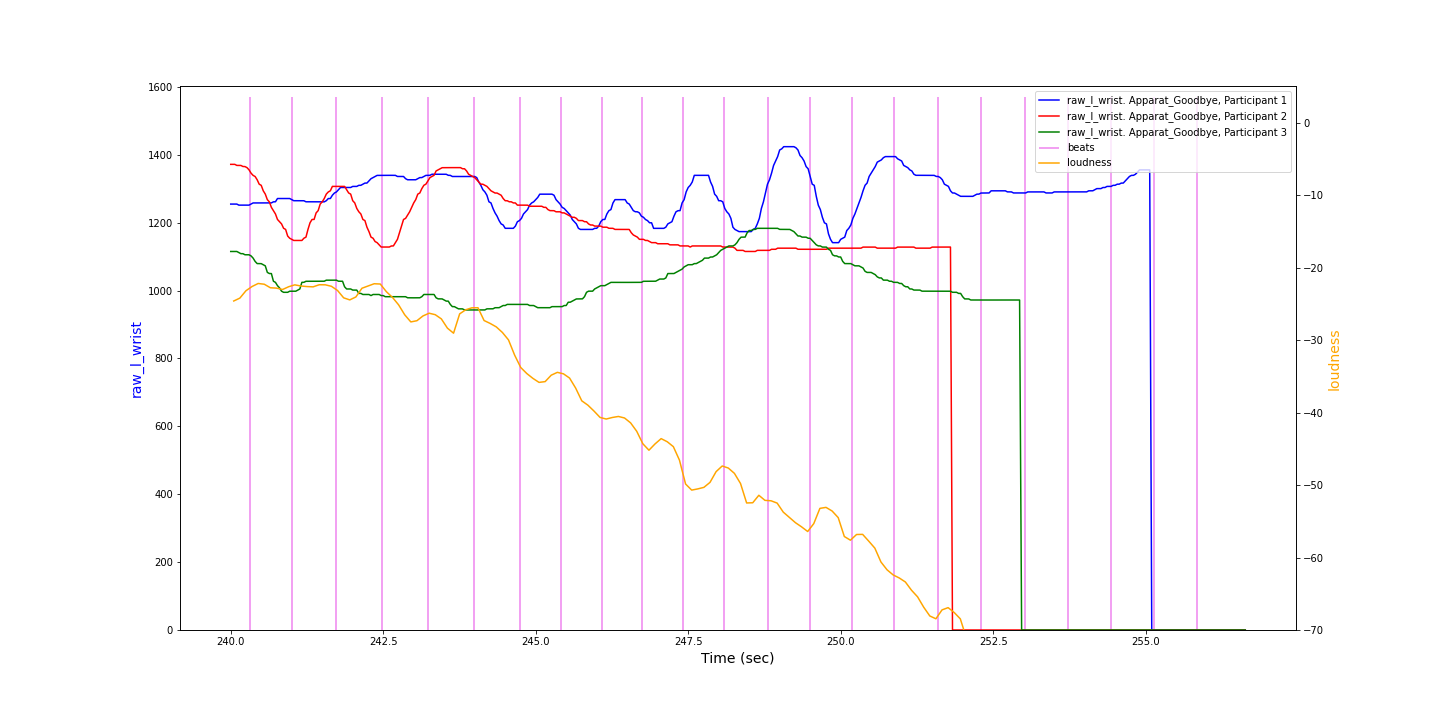 1600
1400
1200
1000
800
600
400
200
0
raw_l_wrist
raw_l_wrist. Apparat_Goodbye, Participant 1
raw_l_wrist. Apparat_Goodbye, Participant 2
raw_l_wrist. Apparat_Goodbye, Participant 3
beats
loudness
0
−10
−20
−30
−40
−50
−60
−70
loudness
240.0 242.5 245.0 247.5 250.0 252.5 255.0
Time (sec)